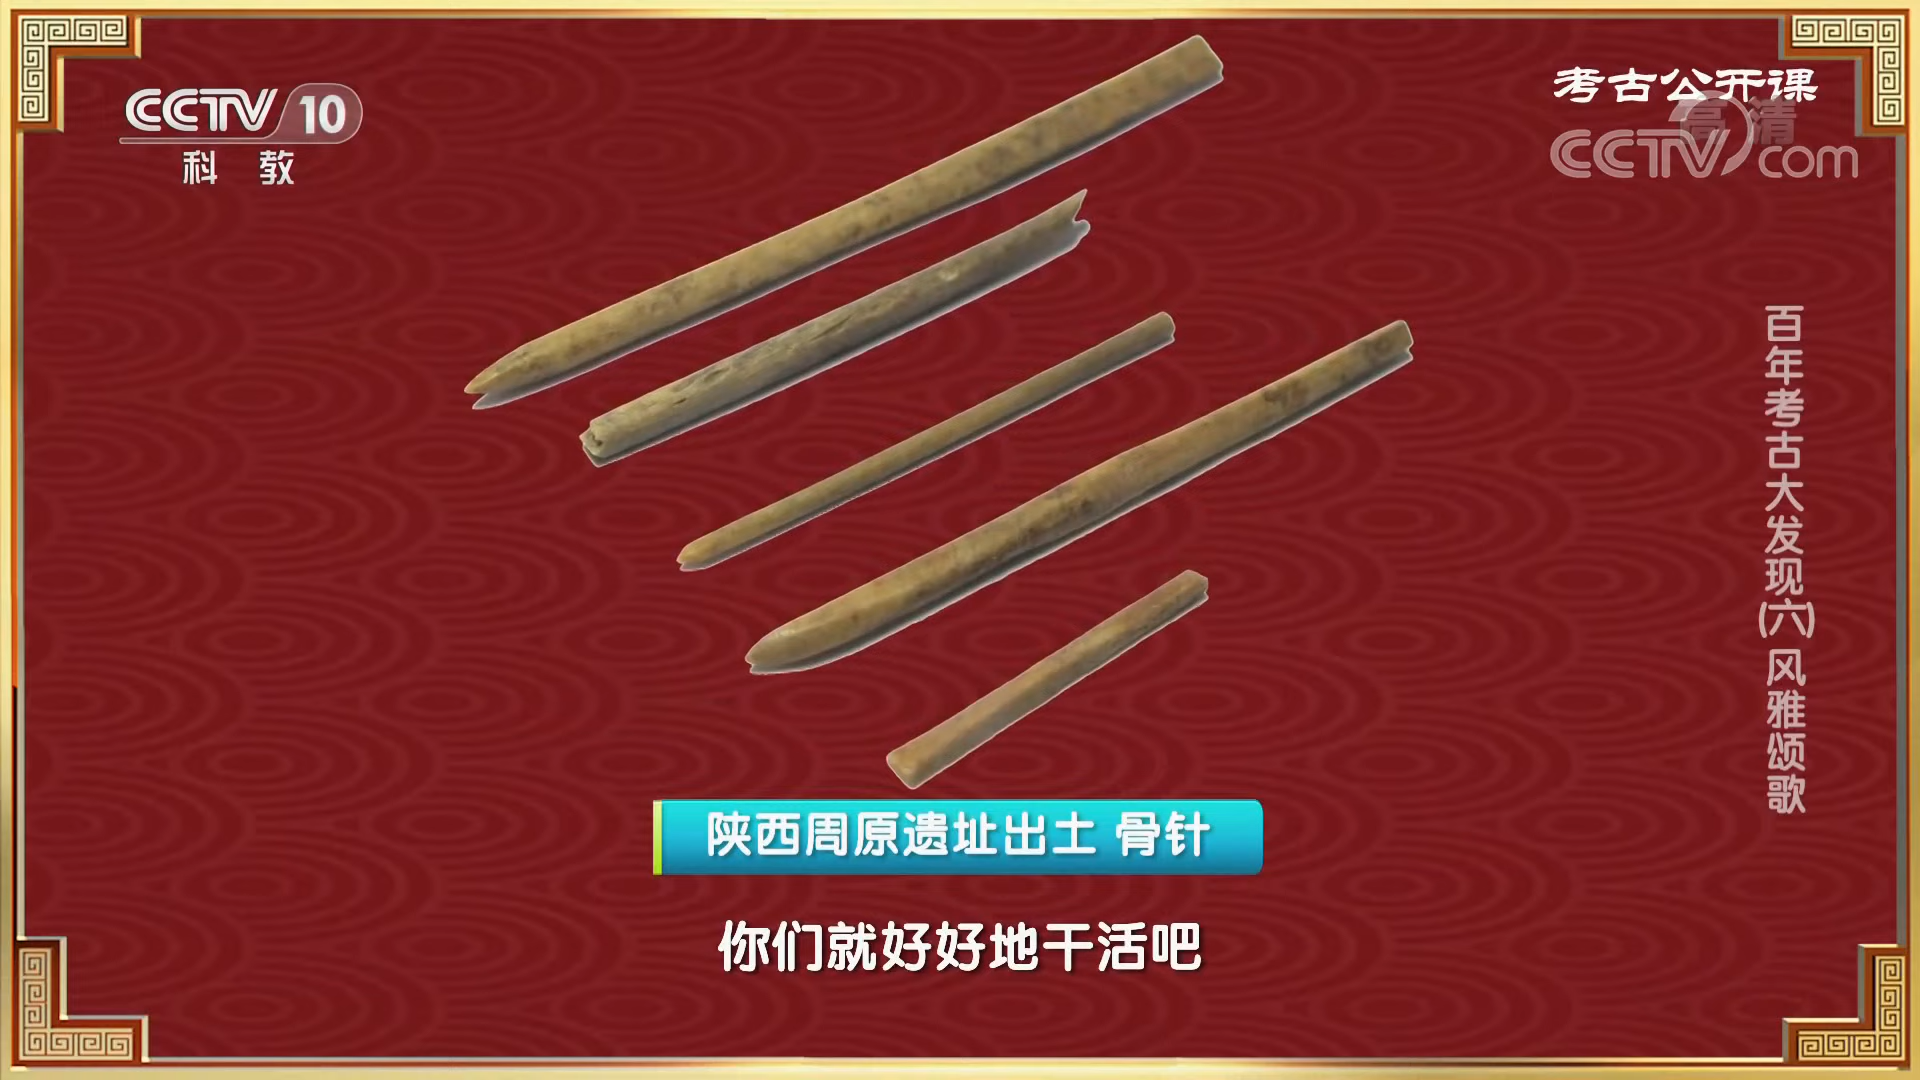 CCTV 10
科 教
考古公开课
高清
CCTV com
百年考古大发现(六) 风雅颂歌
陕西周原遗址出土 骨针
你们就好好地干活吧